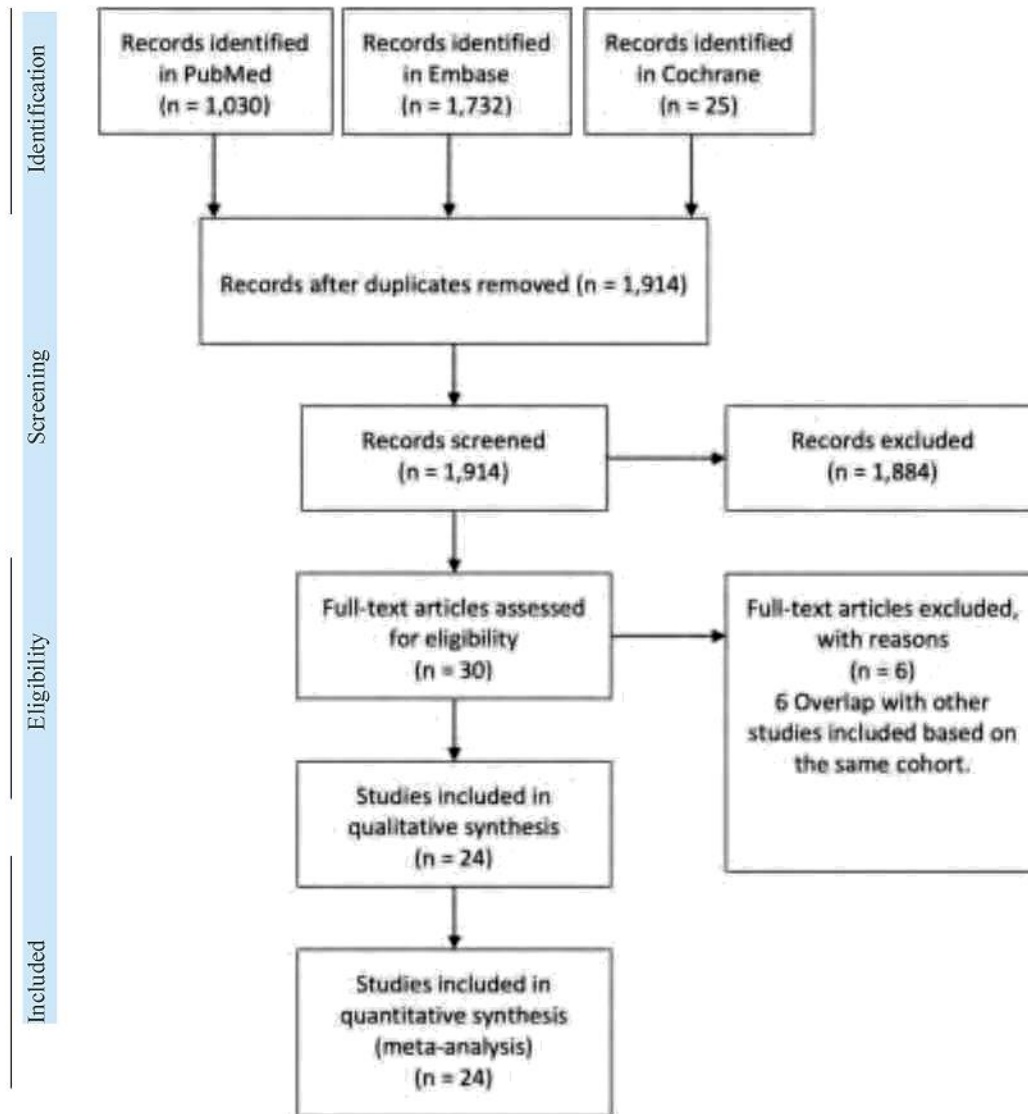 Identification
Records identified
in PubMed
(n = 1,030)
Records identified
in Embase
(n = 1,732)
Records identified
in Cochrane
(n = 25)
Screening
Records after duplicates removed (n = 1,914)
Records screened
(n = 1,914)
Records excluded
(n = 1,884)
Eligibility
Full-text articles assessed
for eligibility
(n = 30)
Full-text articles excluded,
with reasons
(n = 6)
6 Overlap with other
studies included based on
the same cohort.
Studies included in
qualitative synthesis
(n = 24)
Included
Studies included in
quantitative synthesis
(meta-analysis)
(n = 24)